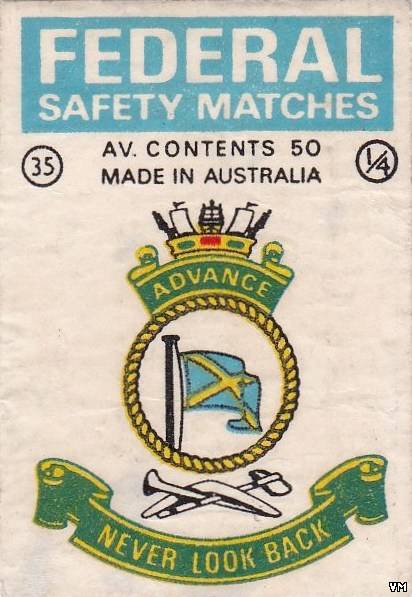 FEDERAL
SAFETY MATCHES
35
AV. CONTENTS 50
MADE IN AUSTRALIA
1/4
ADVANCE
NEVER LOOK BACK
VM